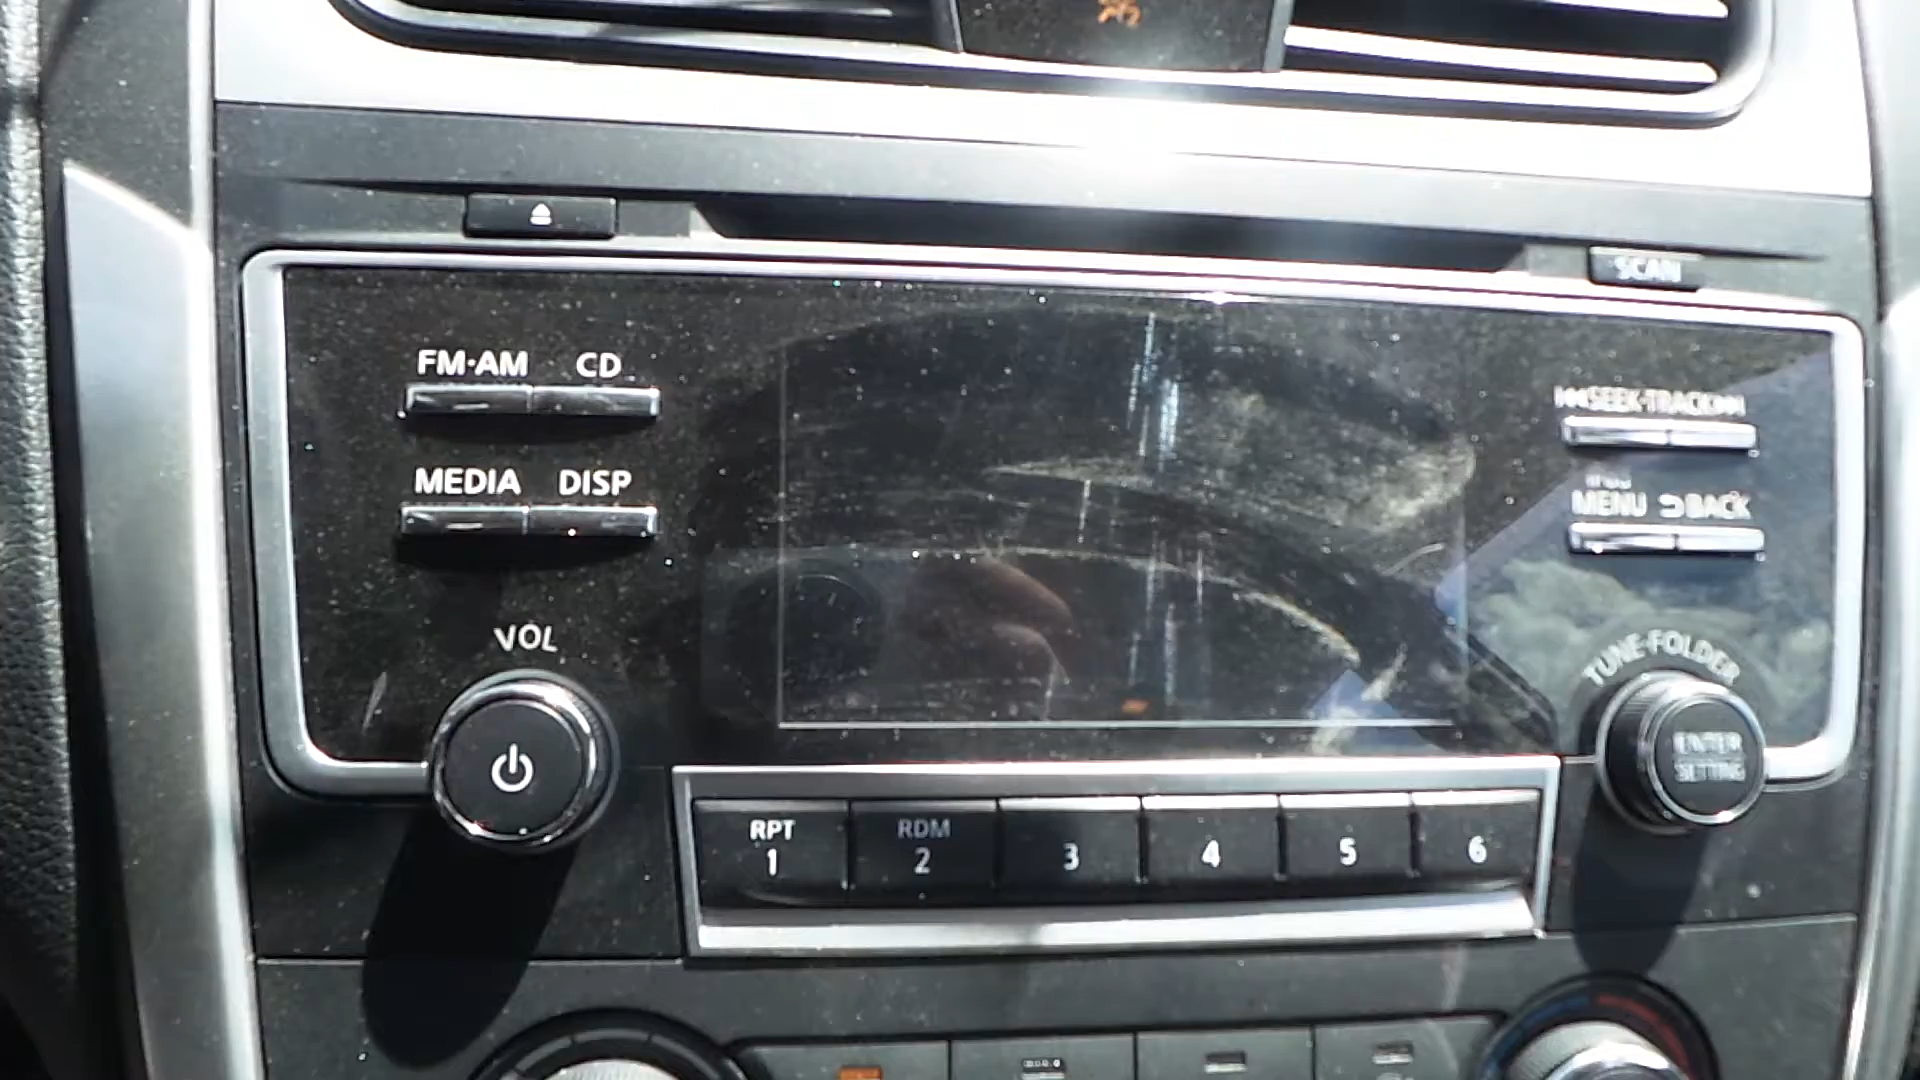 SCAN
FM·AM CD
SEEK·TRACK
MEDIA DISP
MENU BACK
VOL
TUNE·FOLDER
ENTER
SETTING
RPT RDM
1 2 3 4 5 6